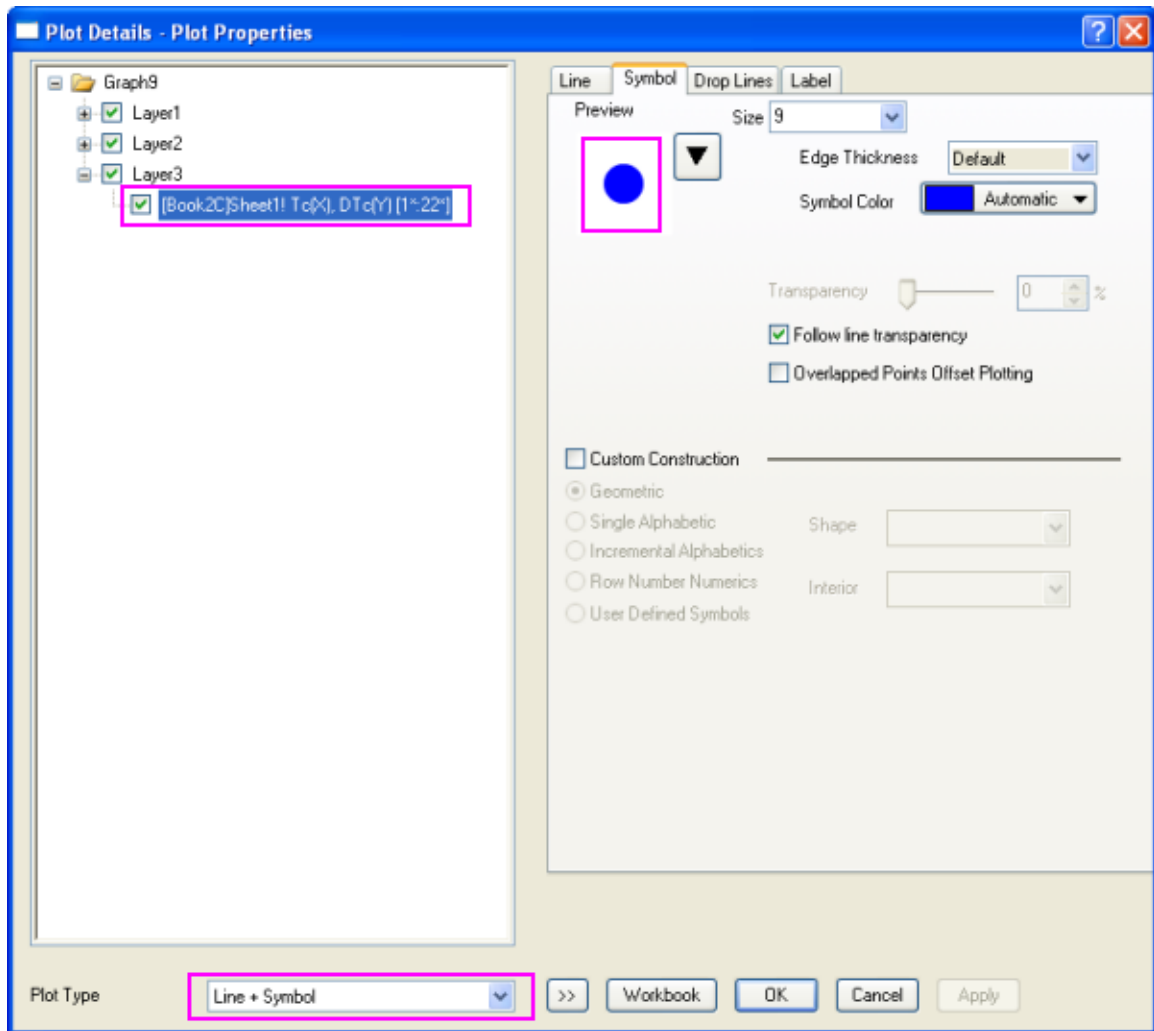 Plot Details - Plot Properties
Graph9
Layer1
Layer2
Layer3
[Book2C]Sheet1! Tc(X), DTc(Y) [1*:22*]
Line Symbol Drop Lines Label
Preview
Size 9
Edge Thickness Default
Symbol Color Automatic
Transparency 0 %
Follow line transparency
Overlapped Points Offset Plotting
Custom Construction
Geometric
Single Alphabetic
Shape
Incremental Alphabetics
Row Number Numerics
Interior
User Defined Symbols
Plot Type Line + Symbol >> Workbook OK Cancel Apply